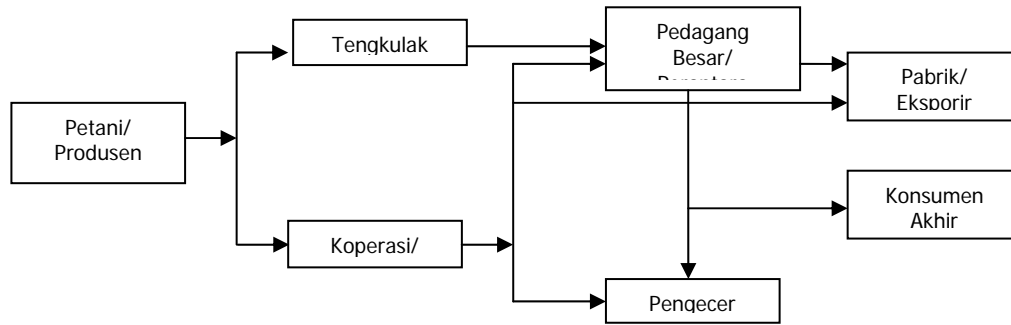 Tengkulak
Pedagang
Besar/
Pabrik/
Eksporir
Petani/
Produsen
Konsumen
Akhir
Koperasi/
Pengecer